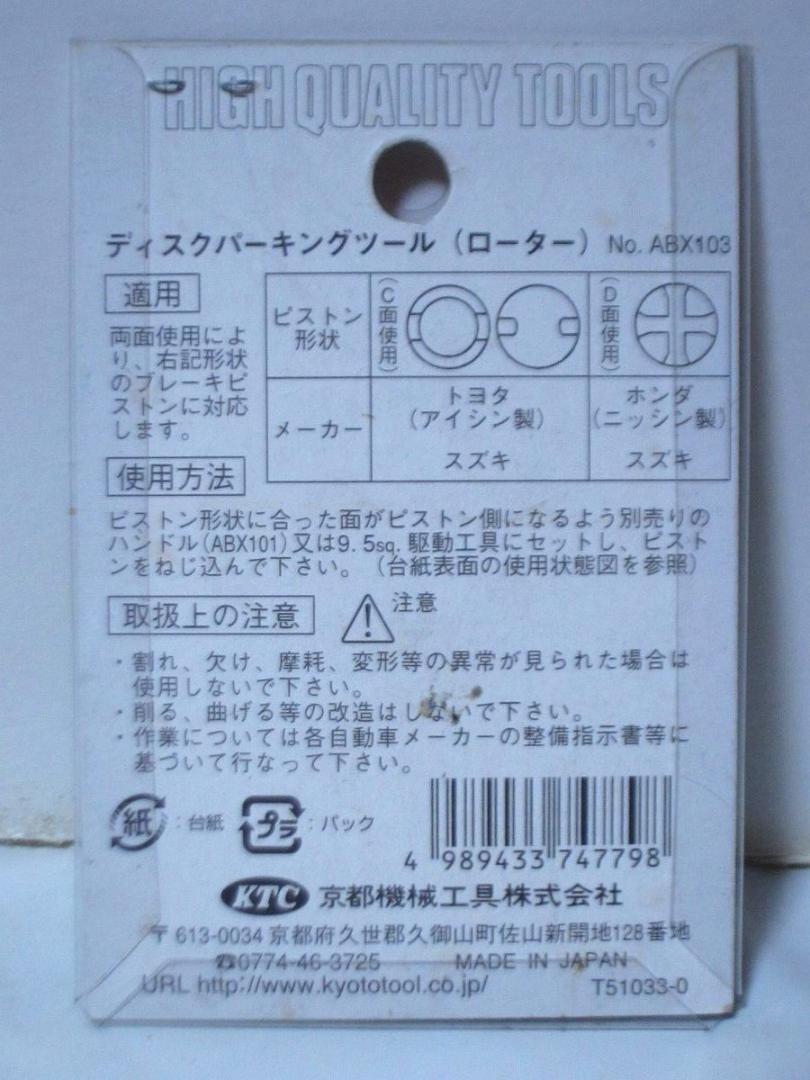 HIGH QUALITY TOOLS
ディスクパーキングツール（ローター） No. ABX103
適用
両面使用によ
り、右記形状
のブレーキピ
ストンに対応
します。
ピストン
形状
（C面使用）
（D面使用）
メーカー
トヨタ
（アイシン製）
スズキ
ホンダ
（ニッシン製）
スズキ
使用方法
ピストン形状に合った面がピストン側になるよう別売りの
ハンドル（ABX101）又は9.5sq.駆動工具にセットし、ピスト
ンをねじ込んで下さい。（台紙表面の使用状態図を参照）
取扱上の注意
注意
・割れ、欠け、摩耗、変形等の異常が見られた場合は
使用しないで下さい。
・削る、曲げる等の改造はしないで下さい。
・作業については各自動車メーカーの整備指示書等に
基づいて行なって下さい。
紙：台紙 プラ：パック
4 989433 747798
KTC 京都機械工具株式会社
〒613-0034 京都府久世郡久御山町佐山新開地128番地
☎0774-46-3725 MADE IN JAPAN
URL http://www.kyototool.co.jp/ T51033-0